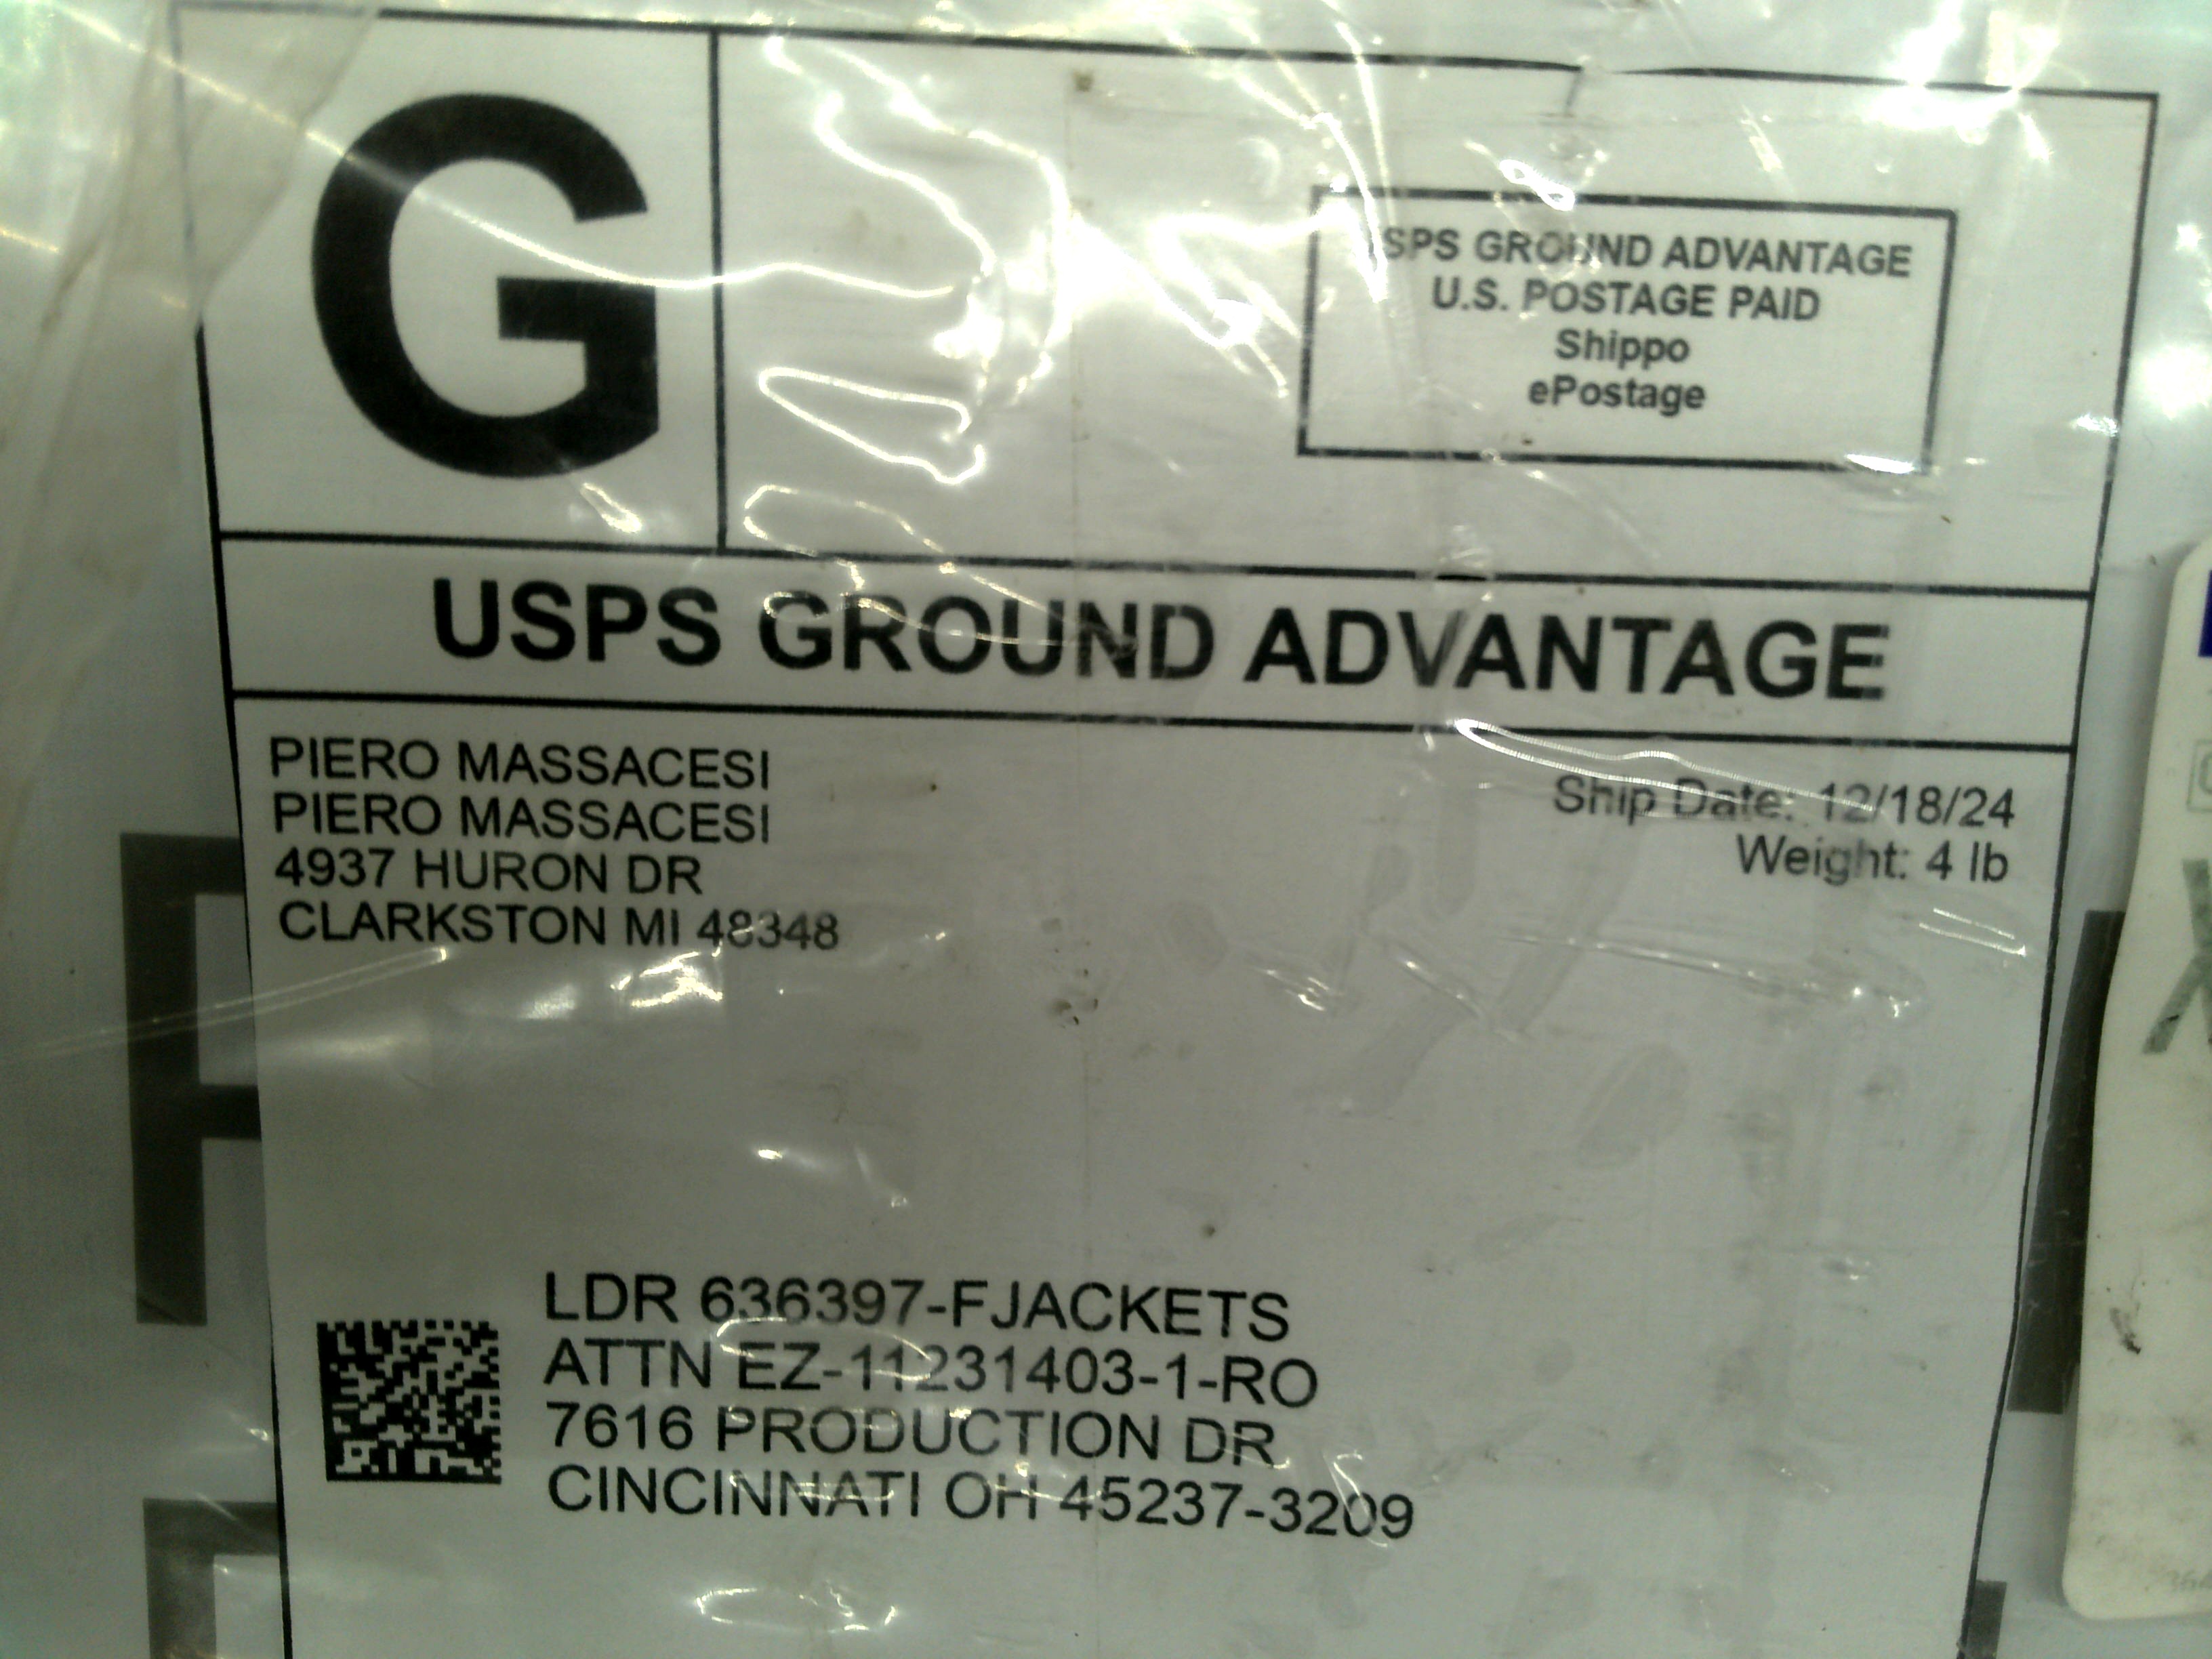 G
USPS GROUND ADVANTAGE
U.S. POSTAGE PAID
Shippo
ePostage
USPS GROUND ADVANTAGE
PIERO MASSACESI
PIERO MASSACESI
4937 HURON DR
CLARKSTON MI 48348
Ship Date: 12/18/24
Weight: 4 lb
LDR 636397-FJACKETS
ATTN EZ-11231403-1-RO
7616 PRODUCTION DR
CINCINNATI OH 45237-3209